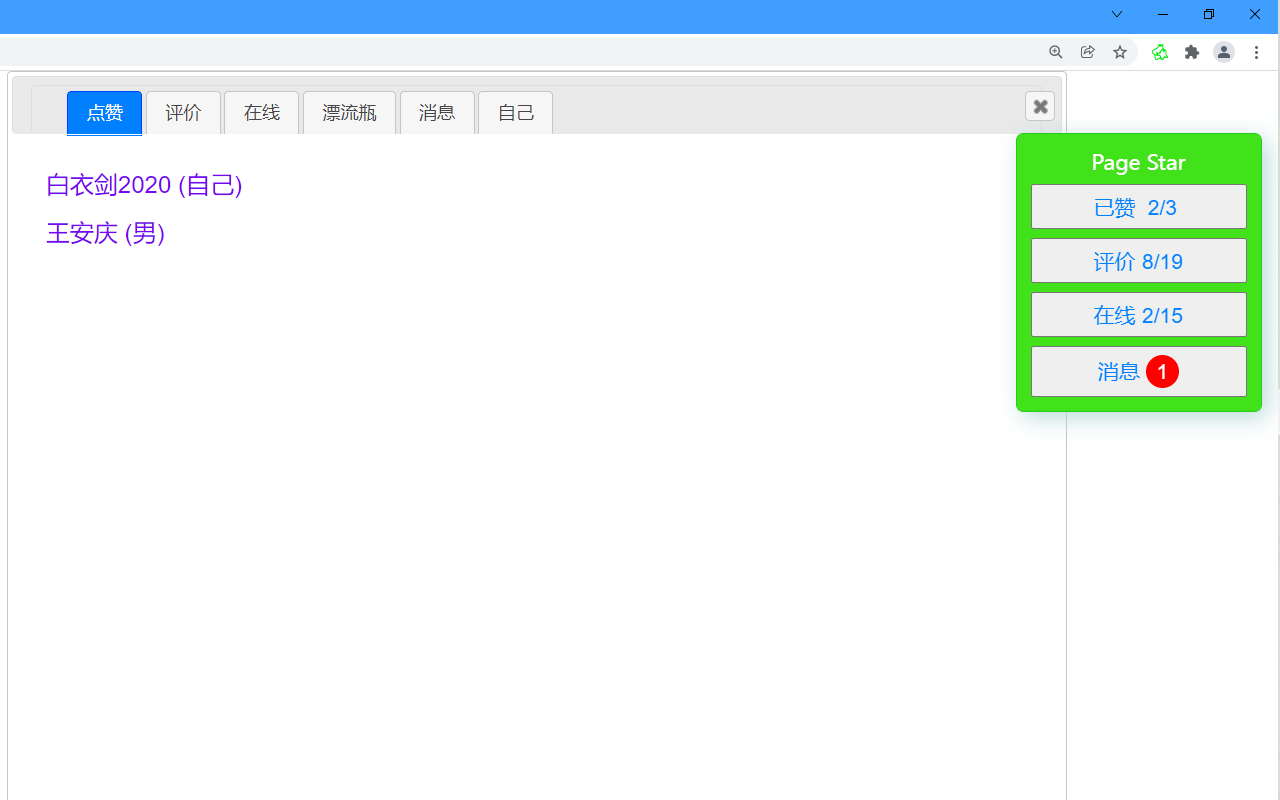 点赞 评价 在线 漂流瓶 消息 自己
白衣剑2020 (自己)
王安庆 (男)
Page Star
已赞 2/3
评价 8/19
在线 2/15
消息 1